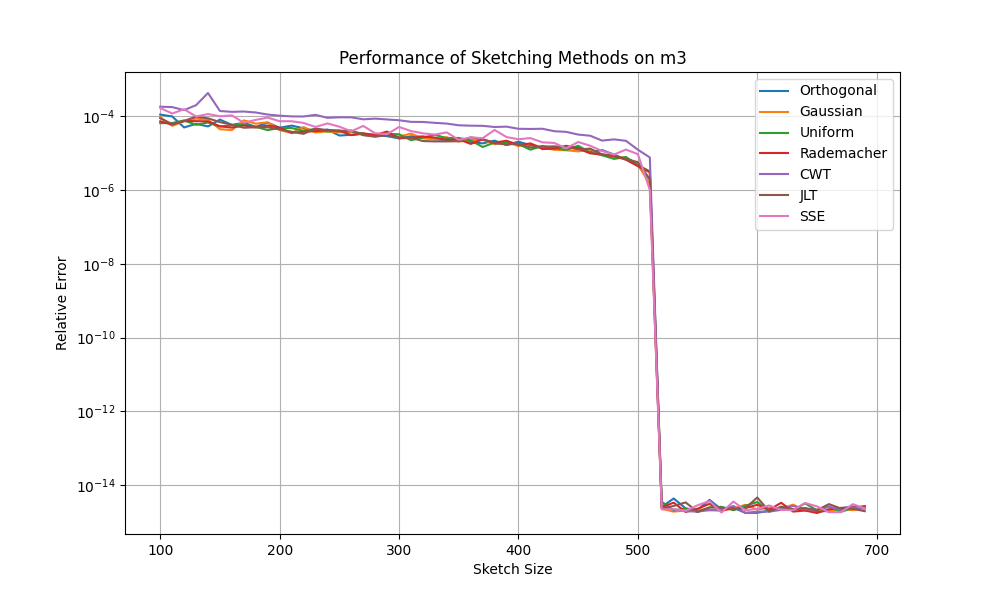 Performance of Sketching Methods on m3
Relative Error
10⁻⁴
10⁻⁶
10⁻⁸
10⁻¹⁰
10⁻¹²
10⁻¹⁴
Orthogonal
Gaussian
Uniform
Rademacher
CWT
JLT
SSE
100 200 300 400 500 600 700
Sketch Size